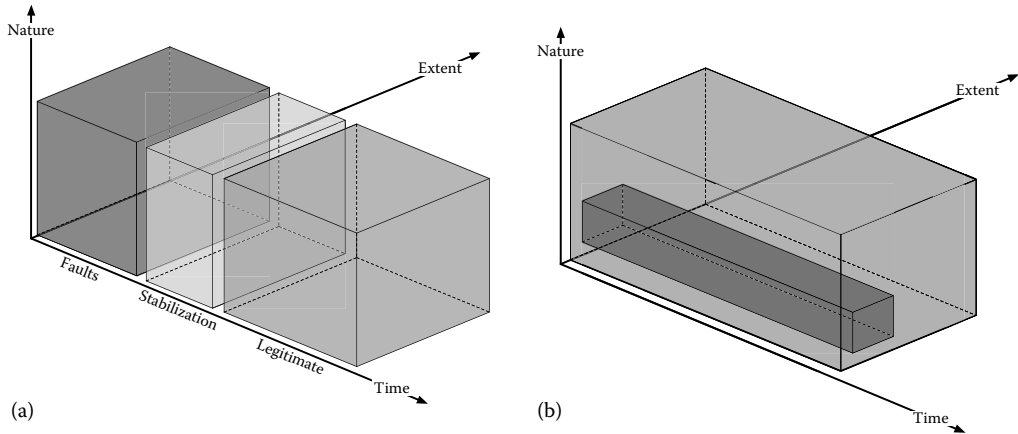 Nature
Extent
Faults
Stabilization
Legitimate
Time
(a)
Nature
Extent
Time
(b)